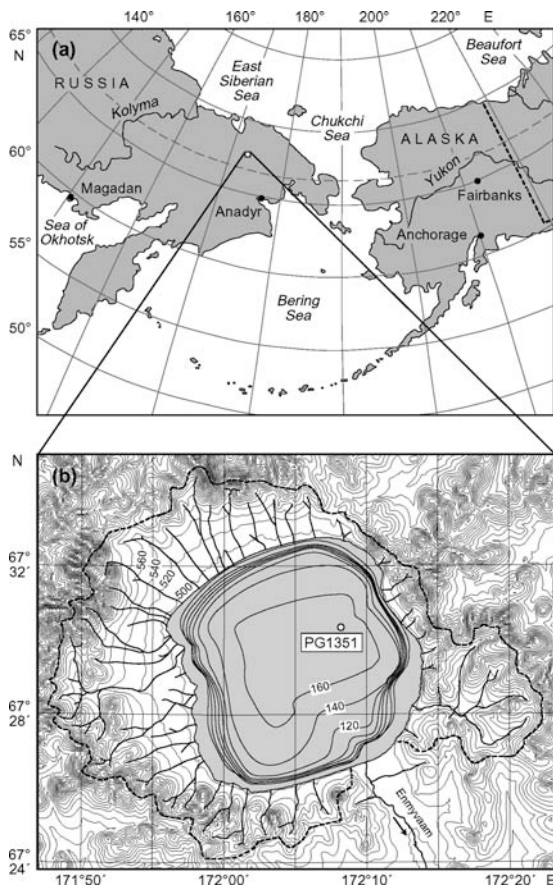 140° 160° 180° 200° 220° E
65°
N
(a)
Beaufort
Sea
East
Siberian
Sea
RUSSIA
Kolyma
Chukchi
Sea
ALASKA
60°
Yukon
Magadan
Fairbanks
Anadyr
Sea of
Okhotsk
55°
Anchorage
Bering
Sea
50°
N
(b)
67°
32´
560
540
520
500
PG1351
160
140
120
67°
28´
Enmyvaam
67°
24´
171°50´ 172°00´ 172°10´ E